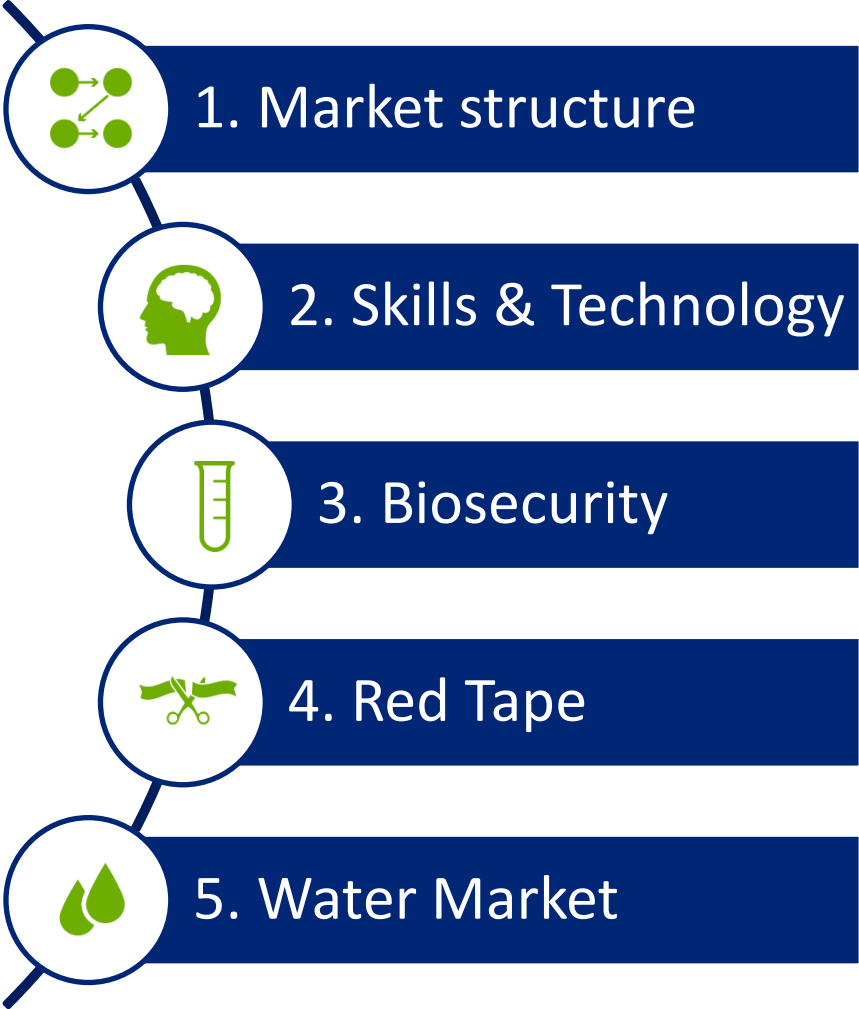 1. Market structure
2. Skills & Technology
3. Biosecurity
4. Red Tape
5. Water Market